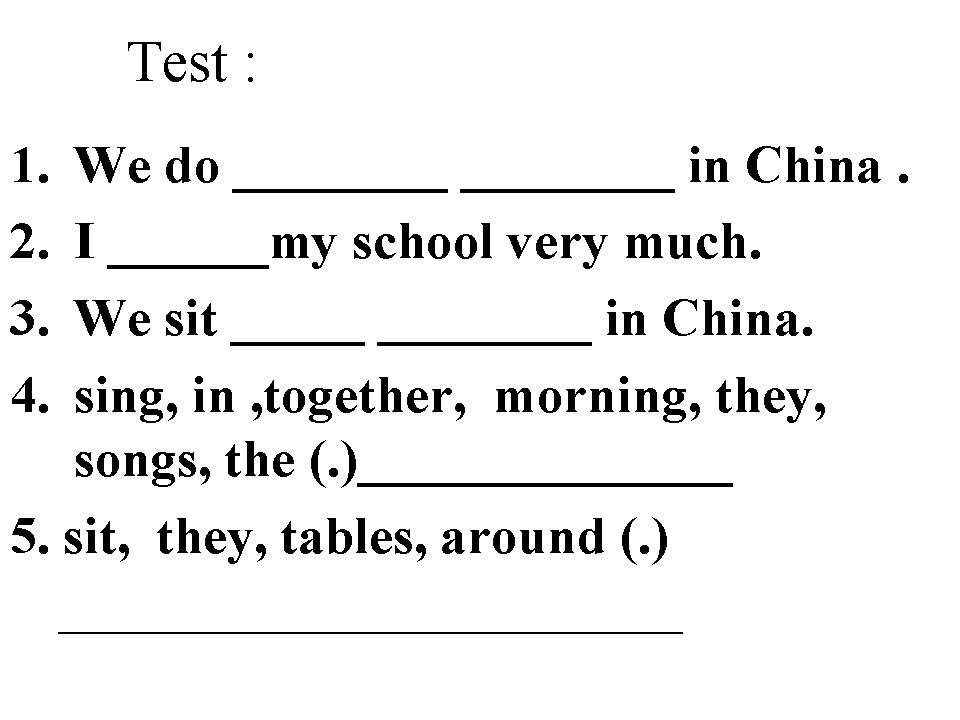 Test :
1. We do ________ ________ in China .
2. I ______my school very much.
3. We sit _____ ________ in China.
4. sing, in ,together, morning, they,
songs, the (.)______________
5. sit, they, tables, around (.)
_________________________